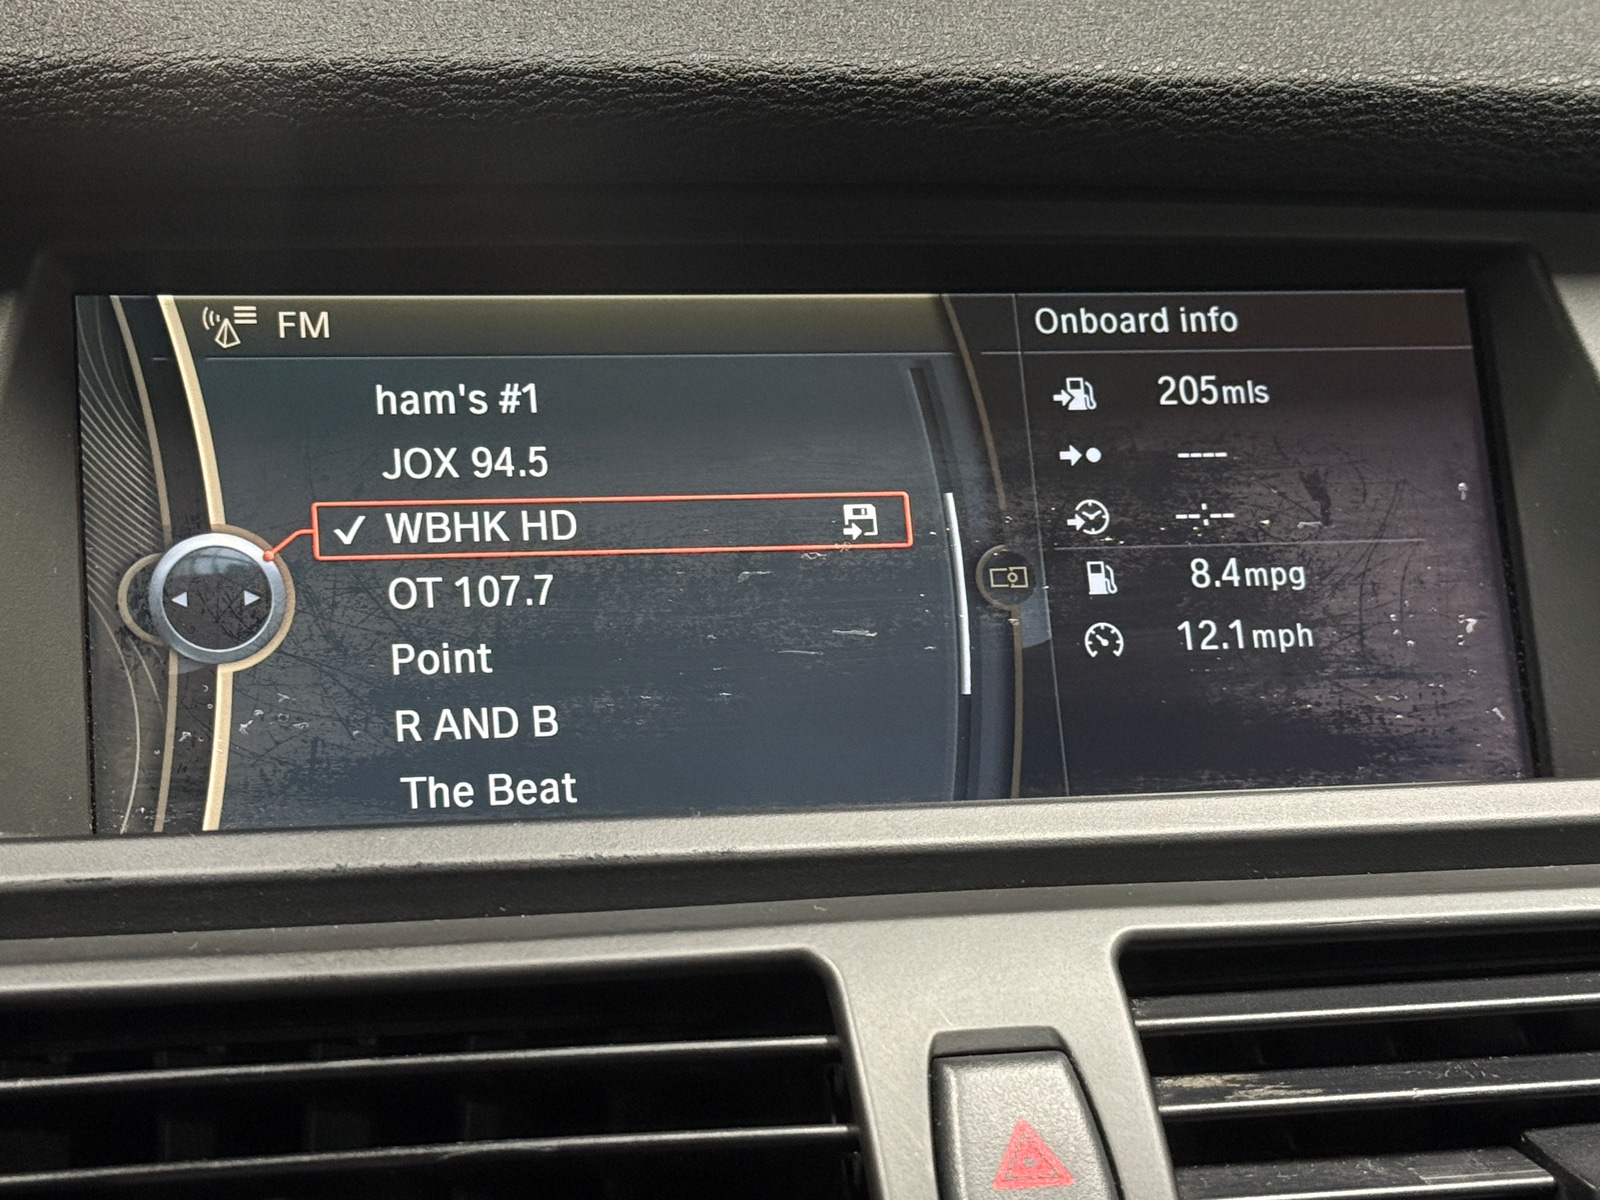 FM
ham's #1
JOX 94.5
WBHK HD
OT 107.7
Point
R AND B
The Beat
Onboard info
205mls
----
--:--
8.4mpg
12.1mph